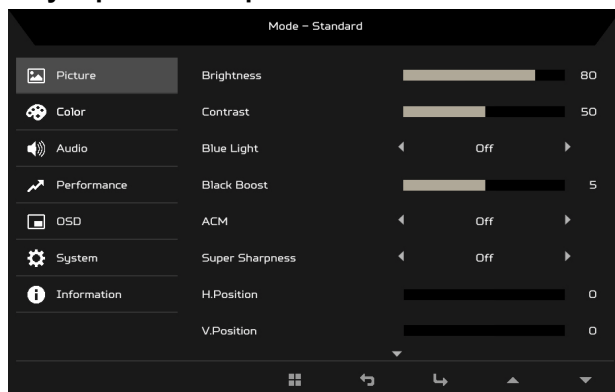 Mode – Standard
Picture Brightness 80
Color Contrast 50
Audio Blue Light Off
Performance Black Boost 5
OSD ACM Off
System Super Sharpness Off
Information H.Position 0
V.Position 0